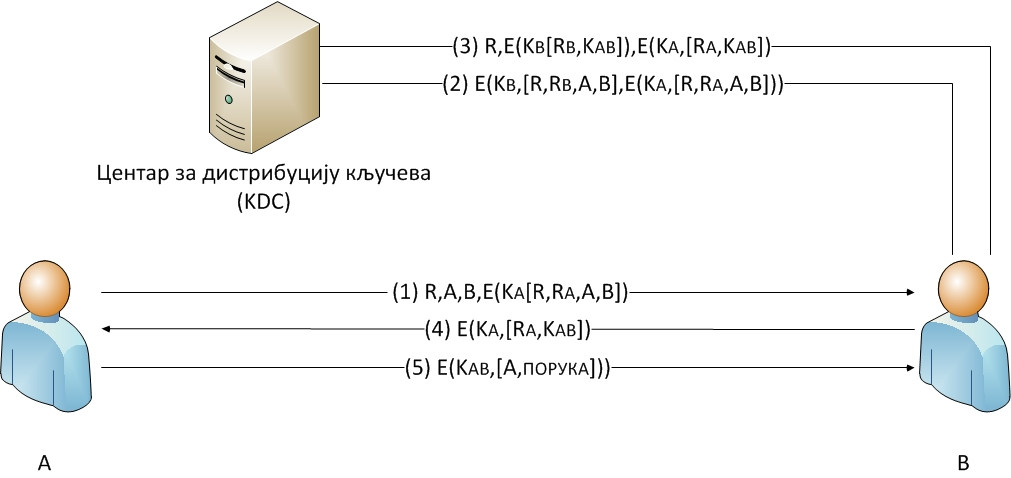 (3) R,E(KB[RB,KAB]),E(KA,[RA,KAB])
(2) E(KB,[R,RB,A,B],E(KA,[R,RA,A,B]))
Центар за дистрибуцију кључева
(KDC)
(1) R,A,B,E(KA[R,RA,A,B])
(4) E(KA,[RA,KAB])
(5) E(KAB,[A,ПОРУКА]))
A
B